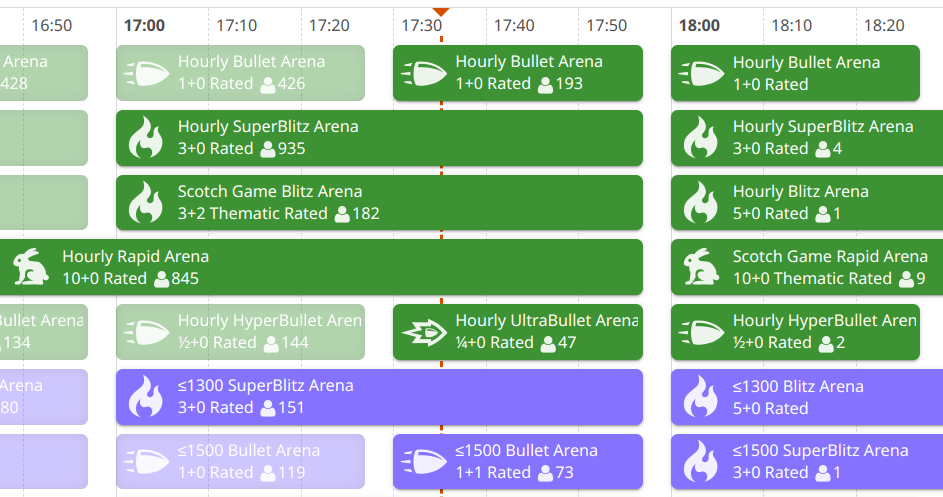 16:50 17:00 17:10 17:20 17:30 17:40 17:50 18:00 18:10 18:20
Arena
428
Hourly Bullet Arena
1+0 Rated 426
Hourly Bullet Arena
1+0 Rated 193
Hourly Bullet Arena
1+0 Rated
Hourly SuperBlitz Arena
3+0 Rated 935
Hourly SuperBlitz Arena
3+0 Rated 4
Scotch Game Blitz Arena
3+2 Thematic Rated 182
Hourly Blitz Arena
5+0 Rated 1
Hourly Rapid Arena
10+0 Rated 845
Scotch Game Rapid Arena
10+0 Thematic Rated 9
Bullet Arena
134
Hourly HyperBullet Aren
½+0 Rated 144
Hourly UltraBullet Arena
¼+0 Rated 47
Hourly HyperBullet Aren
½+0 Rated 2
Arena
80
≤1300 SuperBlitz Arena
3+0 Rated 151
≤1300 Blitz Arena
5+0 Rated
≤1500 Bullet Arena
1+0 Rated 119
≤1500 Bullet Arena
1+1 Rated 73
≤1500 SuperBlitz Arena
3+0 Rated 1